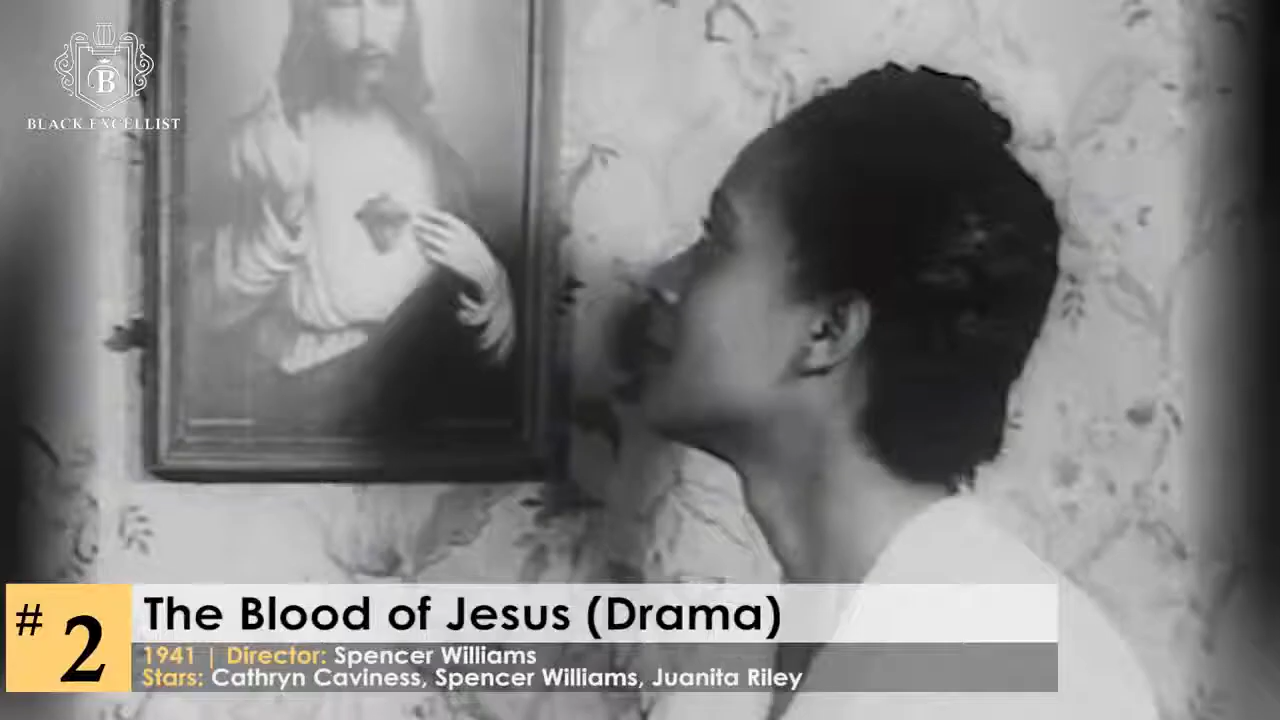 B
BLACK EXCELLIST
# 2
The Blood of Jesus (Drama)
1941 | Director: Spencer Williams
Stars: Cathryn Caviness, Spencer Williams, Juanita Riley